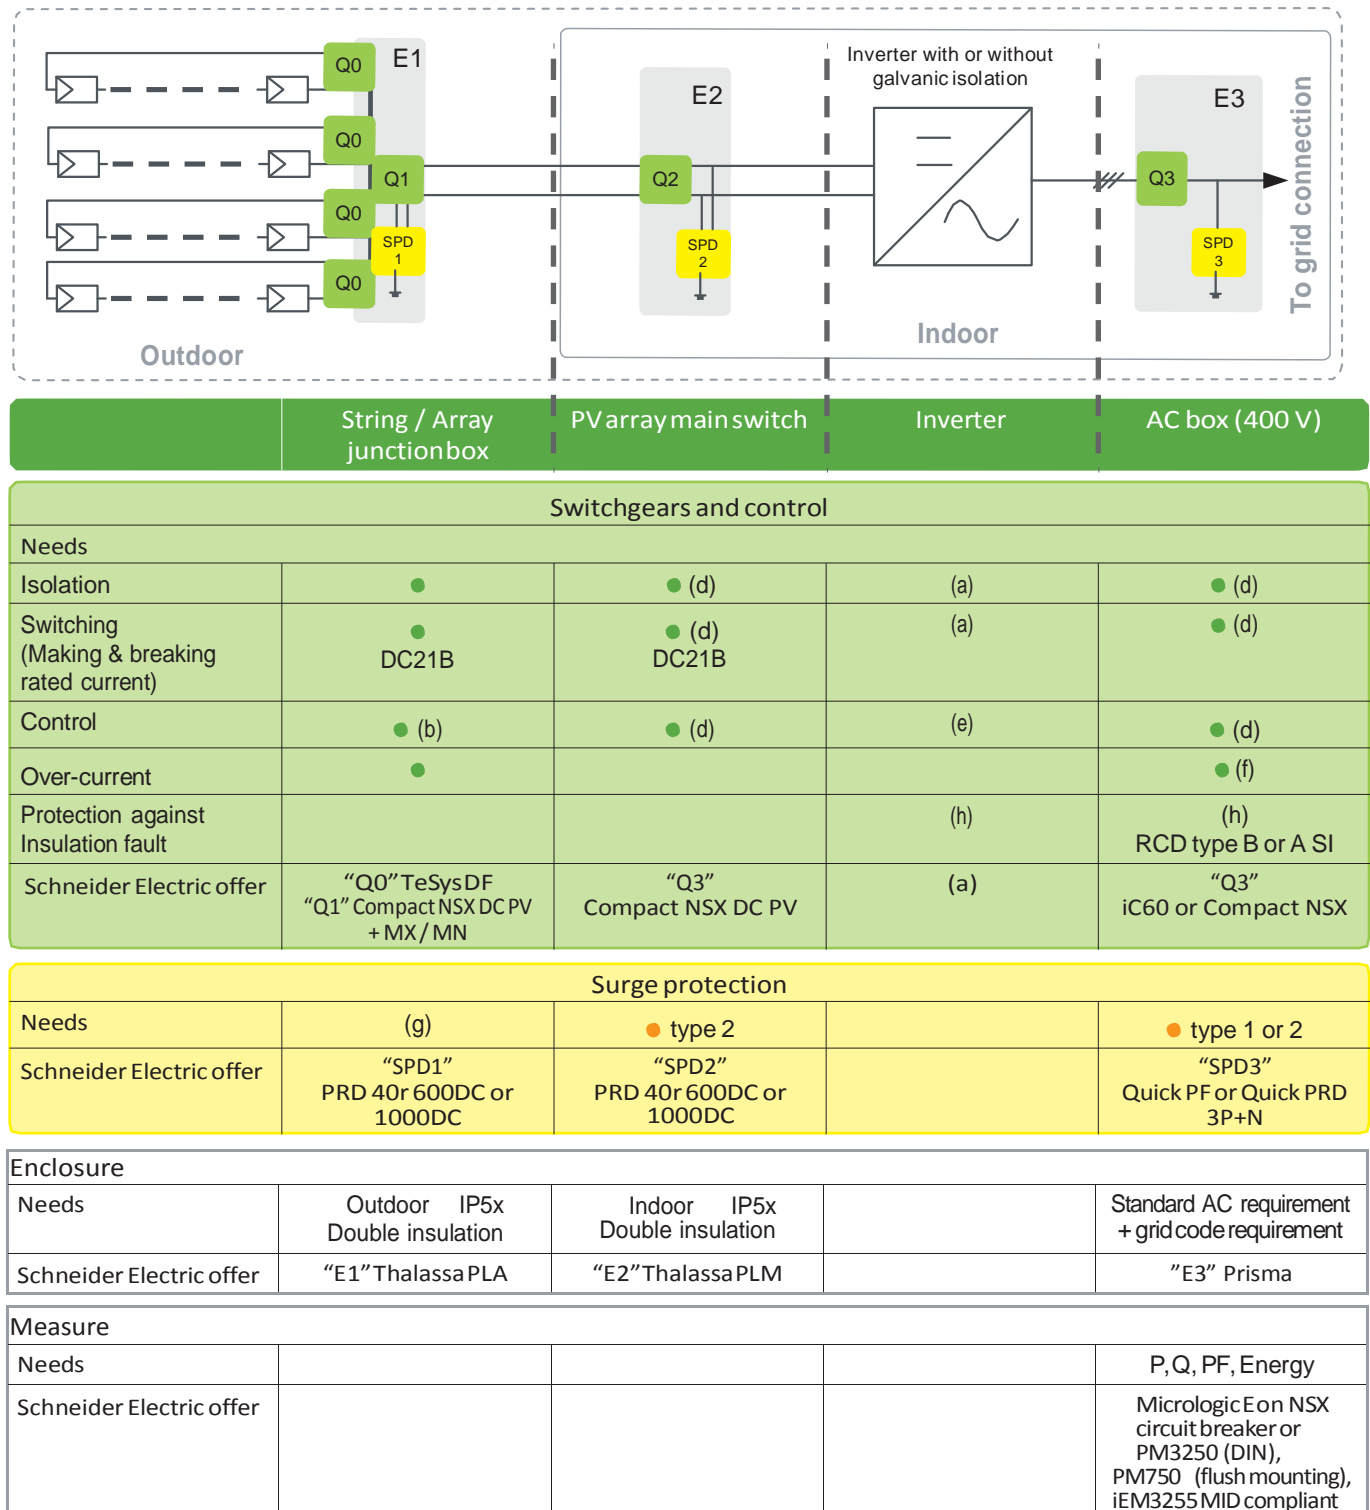 Q0
E1
Q0
Q1
Q0
SPD
1
Q0
Outdoor
E2
Q2
SPD
2
Inverter with or without
galvanic isolation
Indoor
E3
Q3
SPD
3
To grid connection
String / Array
junction box
PV array main switch
Inverter
AC box (400 V)
Switchgears and control
Needs
Isolation
(d)
(a)
(d)
Switching
(Making & breaking
rated current)
DC21B
(d)
DC21B
(a)
(d)
Control
(b)
(d)
(e)
(d)
Over-current
(f)
Protection against
Insulation fault
(h)
(h)
RCD type B or A SI
Schneider Electric offer
“Q0” TeSys DF
“Q1” Compact NSX DC PV
+ MX / MN
“Q3”
Compact NSX DC PV
(a)
“Q3”
iC60 or Compact NSX
Surge protection
Needs
(g)
type 2
type 1 or 2
Schneider Electric offer
“SPD1”
PRD 40r 600DC or
1000DC
“SPD2”
PRD 40r 600DC or
1000DC
“SPD3”
Quick PF or Quick PRD
3P+N
Enclosure
Needs
Outdoor IP5x
Double insulation
Indoor IP5x
Double insulation
Standard AC requirement
+ grid code requirement
Schneider Electric offer
“E1” Thalassa PLA
“E2” Thalassa PLM
”E3” Prisma
Measure
Needs
P, Q, PF, Energy
Schneider Electric offer
Micrologic E on NSX
circuit breaker or
PM3250 (DIN),
PM750 (flush mounting),
iEM3255 MID compliant